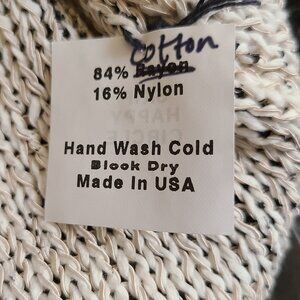 cotton
84% Rayon
16% Nylon
Hand Wash Cold
Block Dry
Made In USA